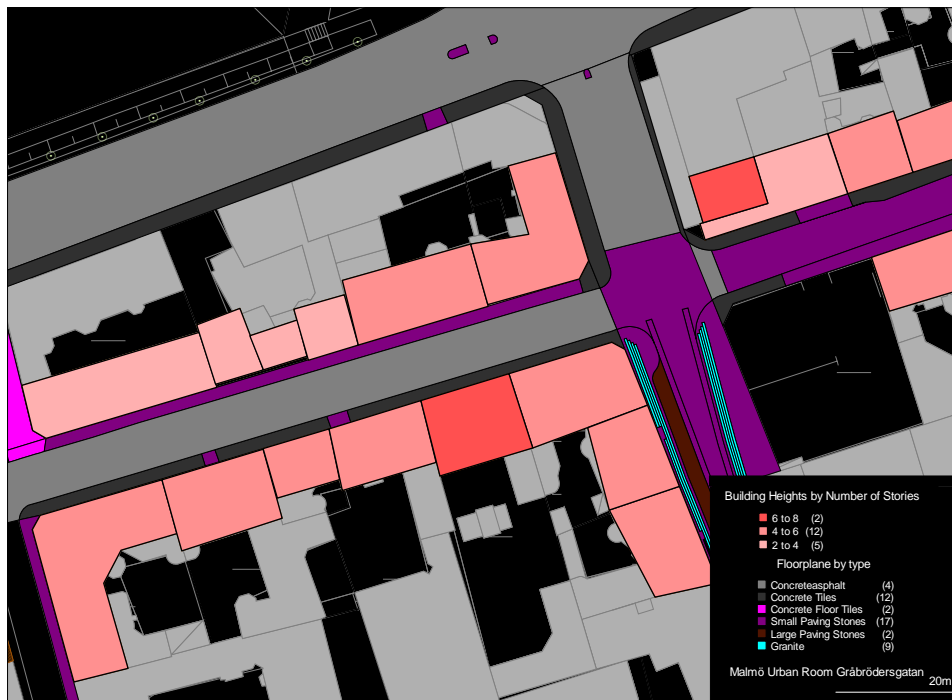 Building Heights by Number of Stories
6 to 8 (2)
4 to 6 (12)
2 to 4 (5)
Floorplane by type
Concreteasphalt (4)
Concrete Tiles (12)
Concrete Floor Tiles (2)
Small Paving Stones (17)
Large Paving Stones (2)
Granite (9)
Malmö Urban Room Gråbrödersgatan
20m